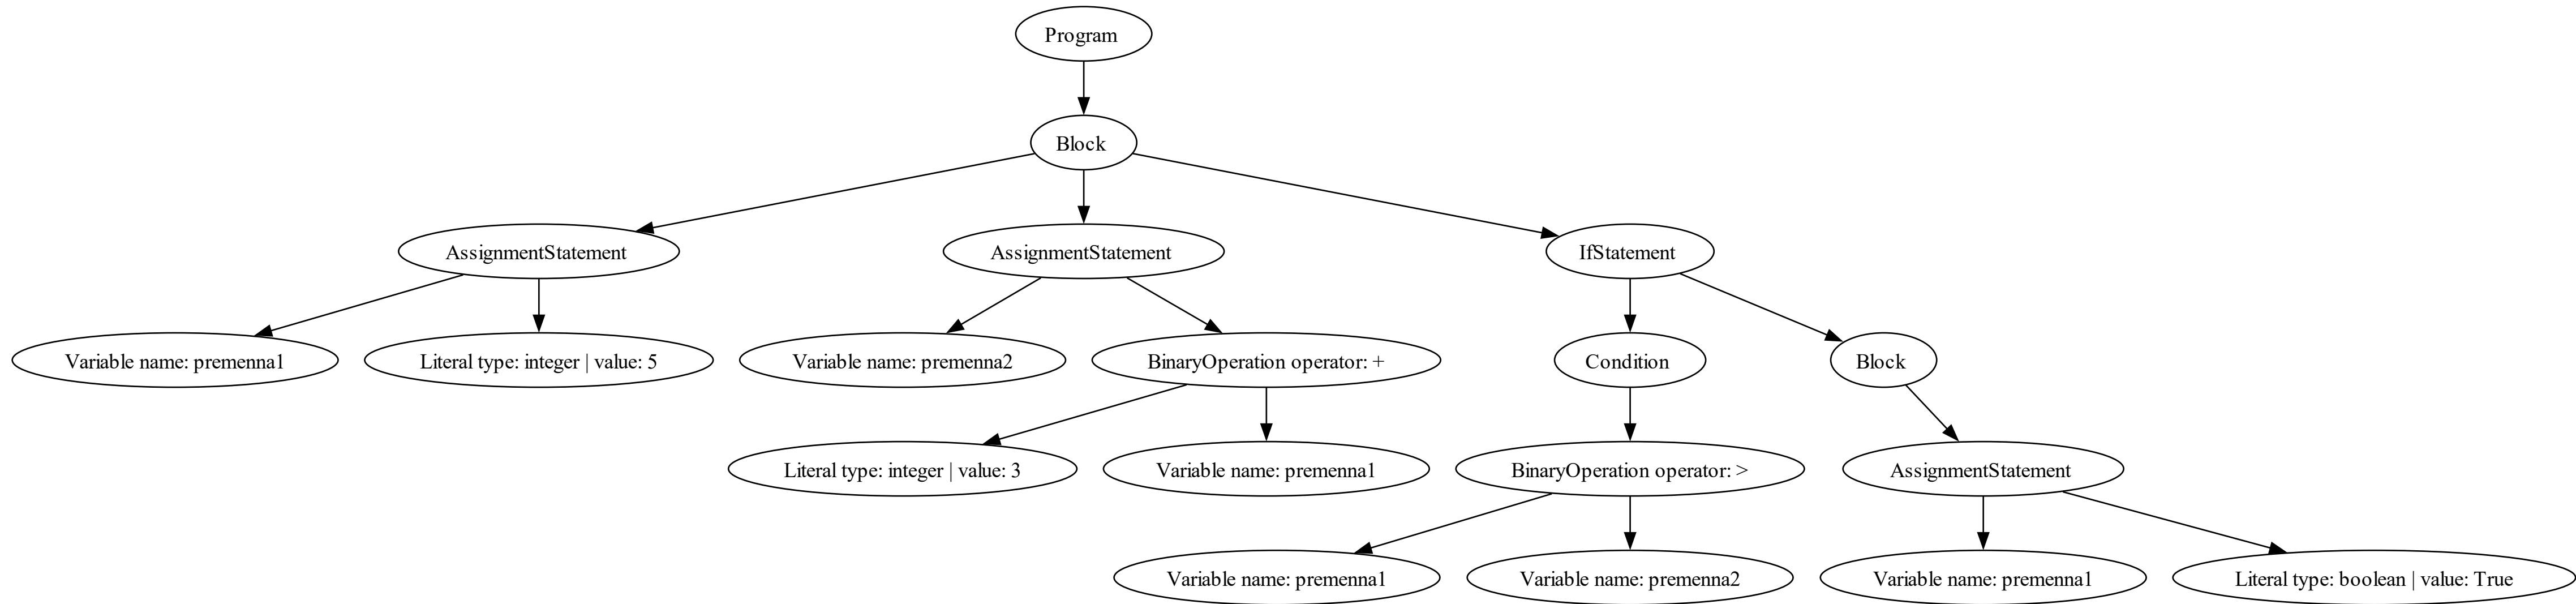 Program
Block
AssignmentStatement
AssignmentStatement
IfStatement
Variable name: premenna1
Literal type: integer | value: 5
Variable name: premenna2
BinaryOperation operator: +
Condition
Block
Literal type: integer | value: 3
Variable name: premenna1
BinaryOperation operator: >
AssignmentStatement
Variable name: premenna1
Variable name: premenna2
Variable name: premenna1
Literal type: boolean | value: True